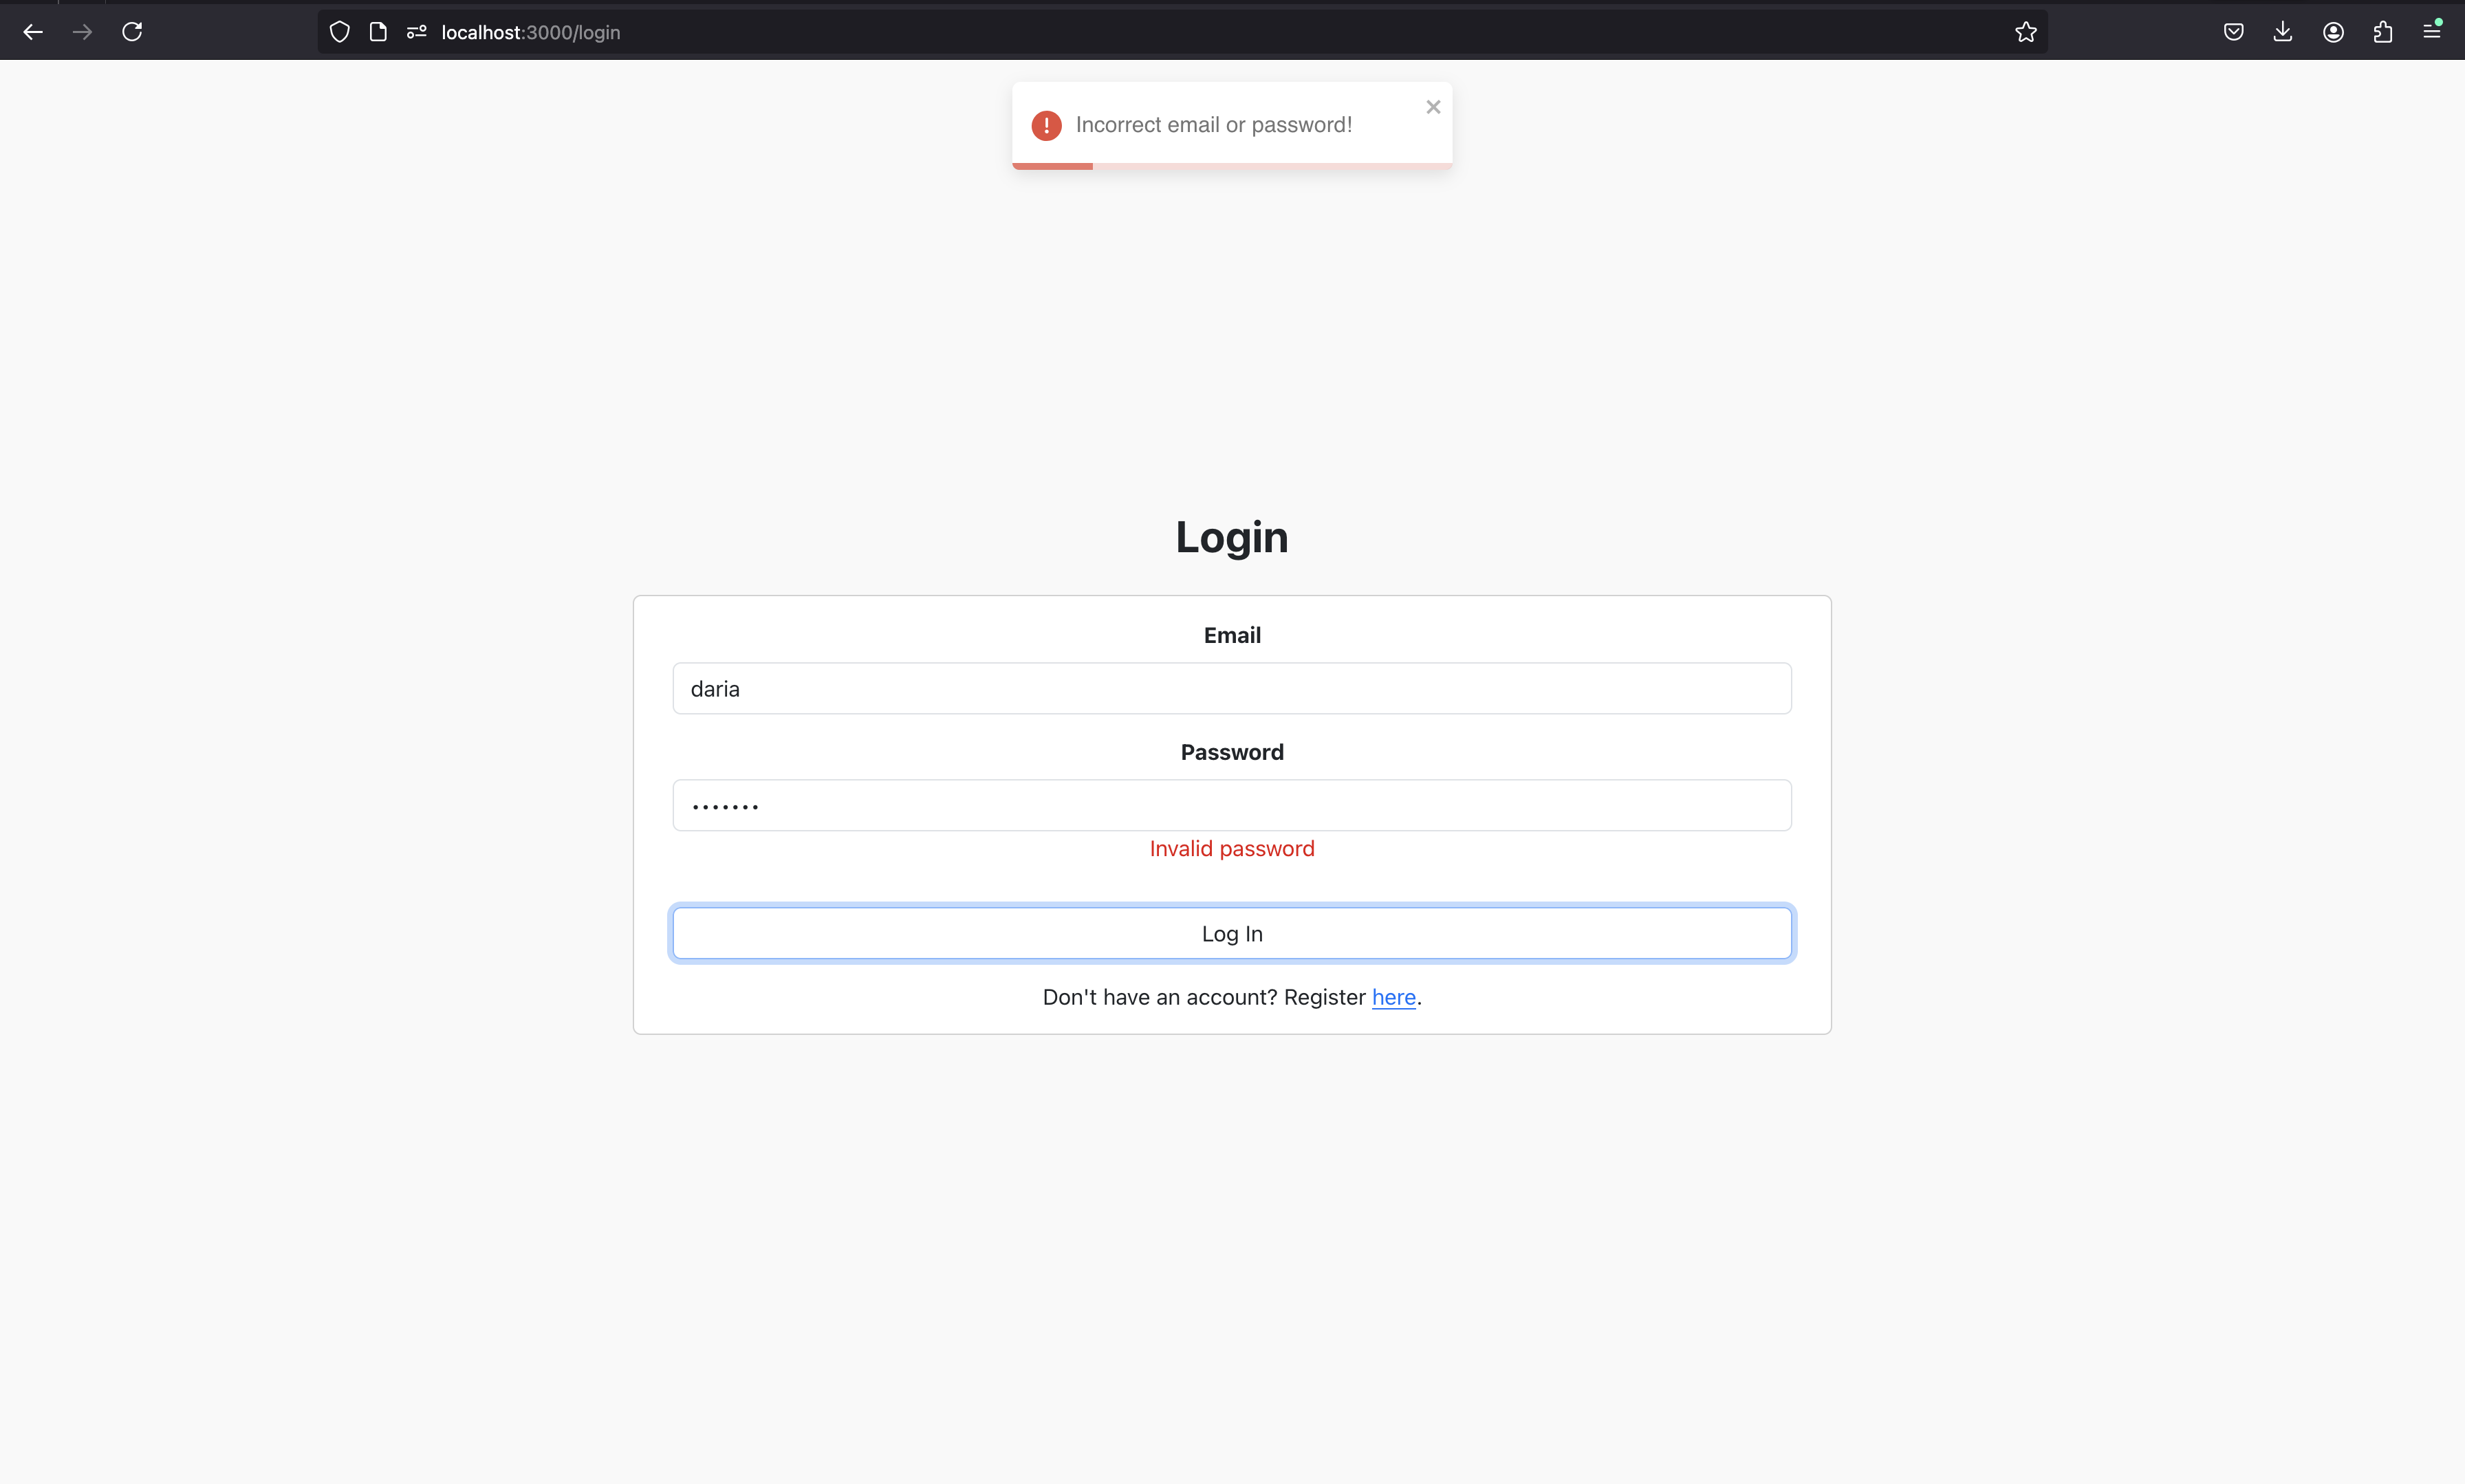 localhost:3000/login
Incorrect email or password!
Login
Email
daria
Password
•••••••
Invalid password
Log In
Don't have an account? Register here.